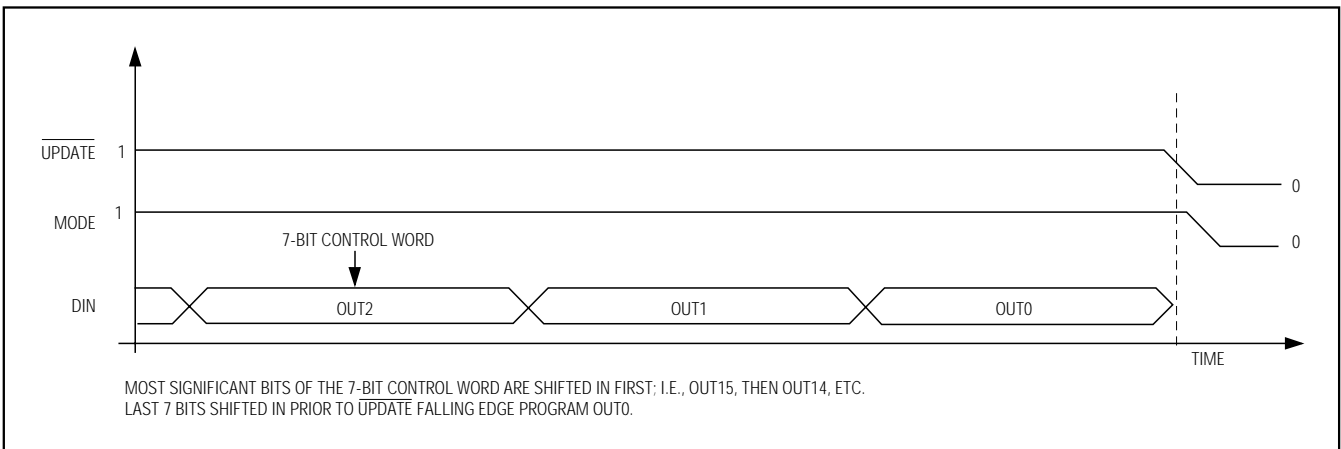 UPDATE 1
0
MODE 1
0
7-BIT CONTROL WORD
DIN OUT2 OUT1 OUT0
TIME
MOST SIGNIFICANT BITS OF THE 7-BIT CONTROL WORD ARE SHIFTED IN FIRST; I.E., OUT15, THEN OUT14, ETC.
LAST 7 BITS SHIFTED IN PRIOR TO UPDATE FALLING EDGE PROGRAM OUT0.